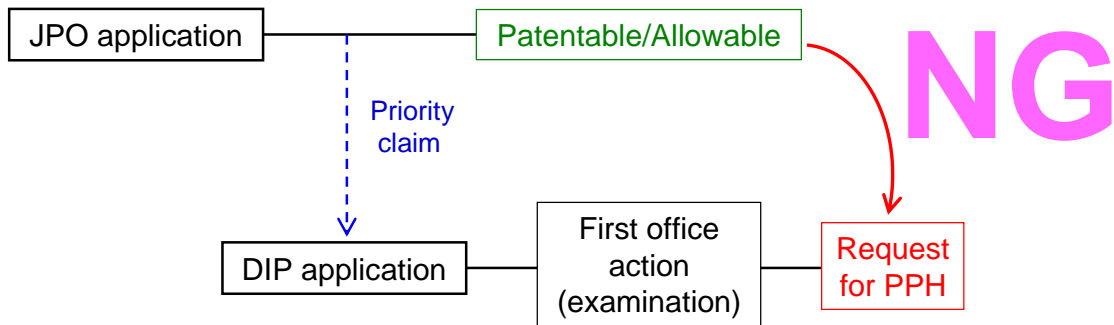 JPO application
Patentable/Allowable
NG
Priority
claim
DIP application
First office
action
(examination)
Request
for PPH